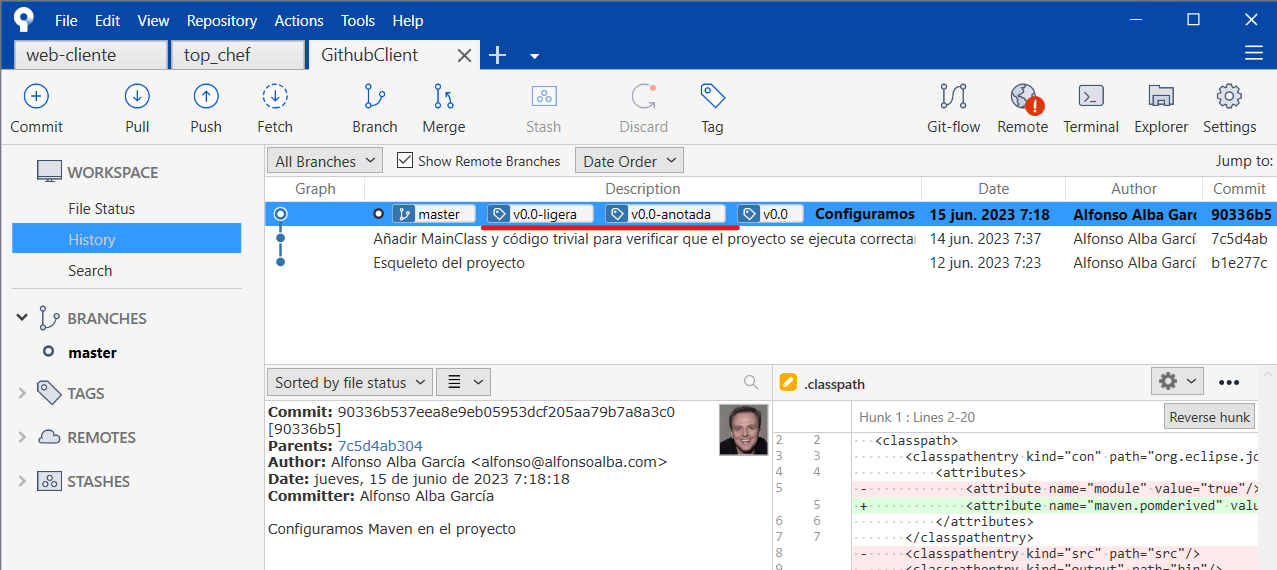 File Edit View Repository Actions Tools Help
web-cliente top_chef GithubClient
Commit Pull Push Fetch Branch Merge Stash Discard Tag Git-flow Remote Terminal Explorer Settings
All Branches Show Remote Branches Date Order Jump to:
Graph Description Date Author Commit
master v0.0-ligera v0.0-anotada v0.0 Configuramos 15 jun. 2023 7:18 Alfonso Alba Garc 90336b5
Añadir MainClass y código trivial para verificar que el proyecto se ejecuta correctar 14 jun. 2023 7:37 Alfonso Alba García 7c5d4ab
Esqueleto del proyecto 12 jun. 2023 7:23 Alfonso Alba García b1e277c
WORKSPACE
File Status
History
Search
BRANCHES
master
TAGS
REMOTES
STASHES
Sorted by file status
Commit: 90336b537eea8e9eb05953dcf205aa79b7a8a3c0
[90336b5]
Parents: 7c5d4ab304
Author: Alfonso Alba García <alfonso@alfonsoalba.com>
Date: jueves, 15 de junio de 2023 7:18:18
Committer: Alfonso Alba García
Configuramos Maven en el proyecto
.classpath
Hunk 1 : Lines 2-20 Reverse hunk
2 2 <classpath>
3 3 <classpathentry kind="con" path="org.eclipse.jd
4 4 <attributes>
5 - <attribute name="module" value="true"/>
5 + <attribute name="maven.pomderived" valu
6 6 </attributes>
7 7 </classpathentry>
8 - <classpathentry kind="src" path="src"/>
9 <classpathentry kind="output" path="bin"/>